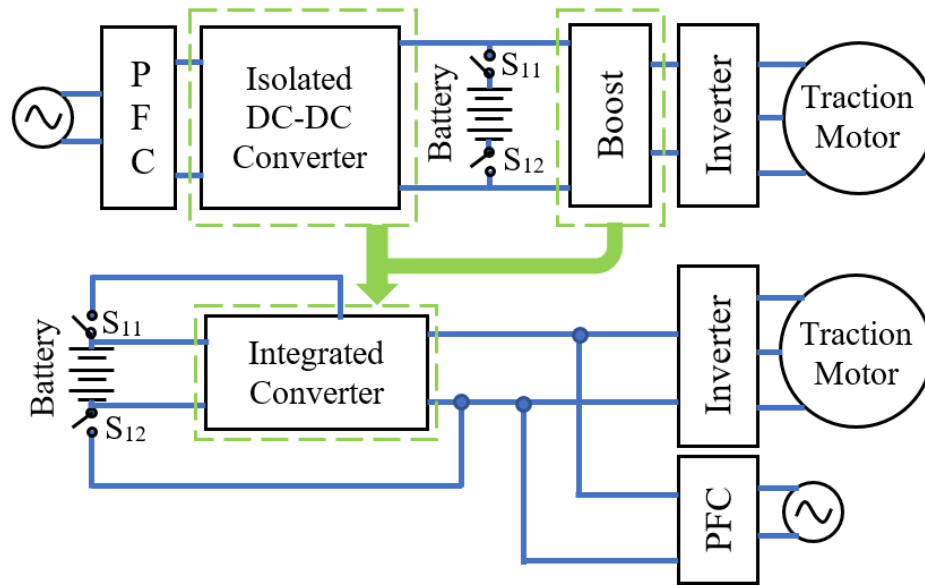 P
F
C
Isolated
DC-DC
Converter
Battery
S11
S12
Boost
Inverter
Traction
Motor
Battery
S11
S12
Integrated
Converter
Inverter
Traction
Motor
PFC